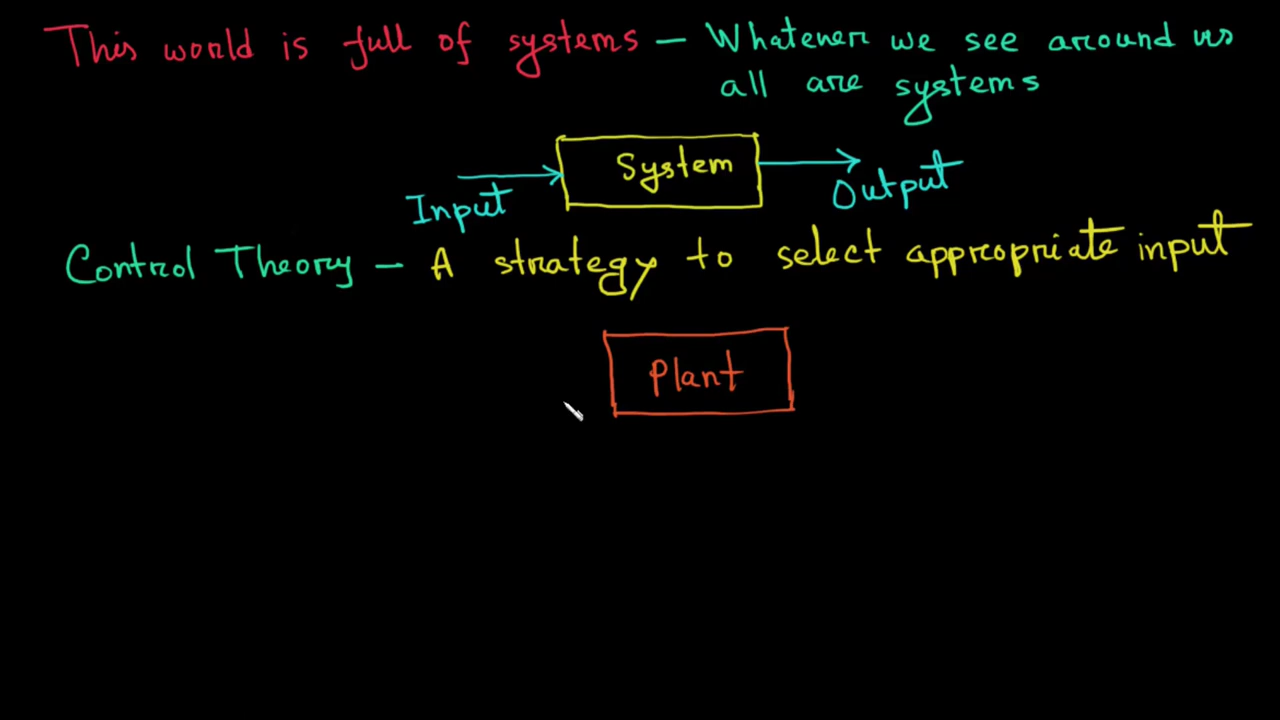 This world is full of systems - Whatever we see around us
all are systems
System
Input
Output
Control Theory - A strategy to select appropriate input
Plant